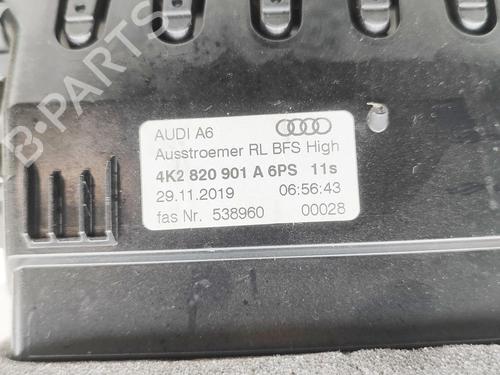 B-PARTS
AUDI A6
Ausstroemer RL BFS High
4K2 820 901 A 6PS 11s
29.11.2019 06:56:43
fas Nr. 538960 00028